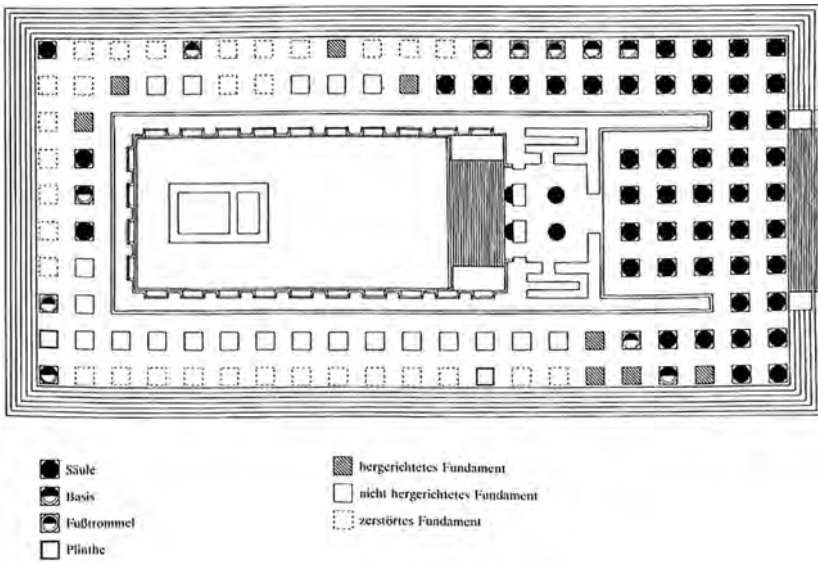 Säule
Basis
Fußtrommel
Plinthe
hergerichtetes Fundament
nicht hergerichtetes Fundament
zerstörtes Fundament